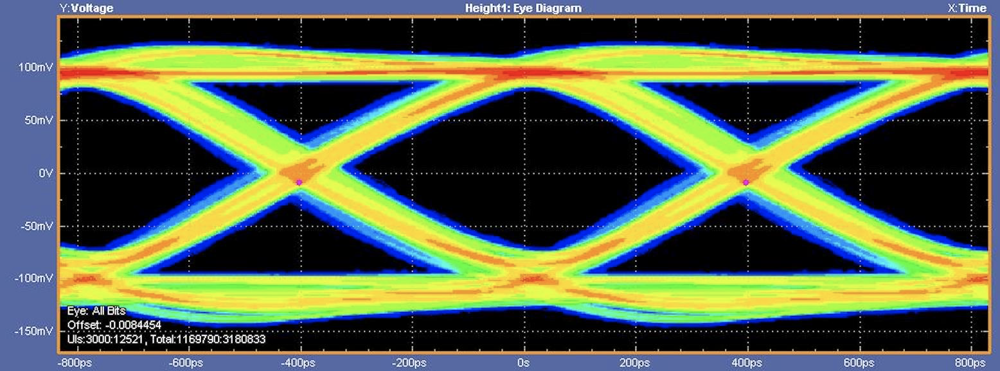 Y:Voltage Height1: Eye Diagram X:Time
100mV
50mV
0V
-50mV
-100mV
-150mV
Eye: All Bits
Offset: -0.0084454
UIs:3000:12521, Total:1169790:3180833
-800ps -600ps -400ps -200ps 0s 200ps 400ps 600ps 800ps